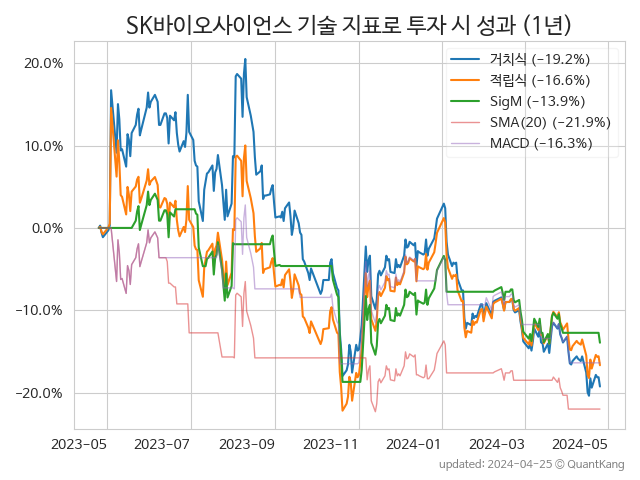 SK바이오사이언스 기술 지표로 투자 시 성과 (1년)
거치식 (−19.2%)
적립식 (−16.6%)
SigM (−13.9%)
SMA(20) (−21.9%)
MACD (−16.3%)
20.0%
10.0%
0.0%
−10.0%
−20.0%
2023-05 2023-07 2023-09 2023-11 2024-01 2024-03 2024-05
updated: 2024-04-25 © QuantKang